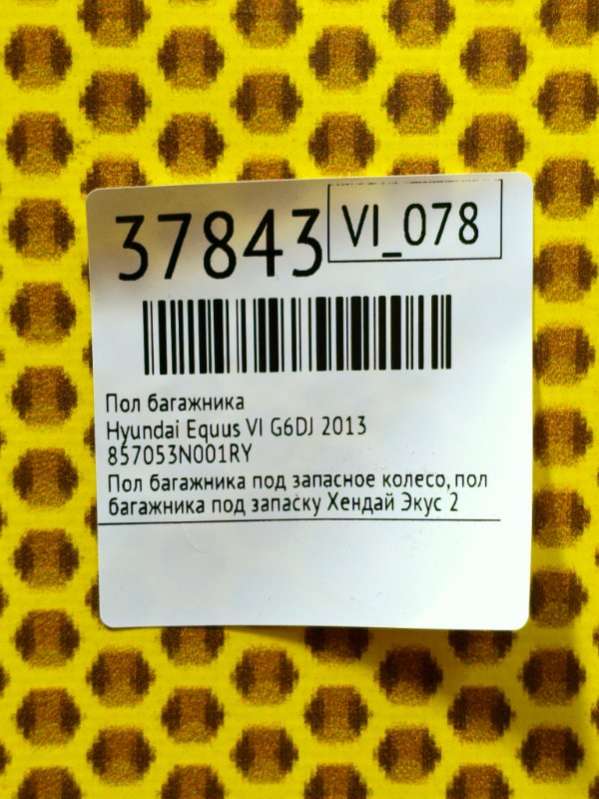 37843
VI_078
Пол багажника
Hyundai Equus VI G6DJ 2013
857053N001RY
Пол багажника под запасное колесо, пол
багажника под запаску Хендай Экус 2